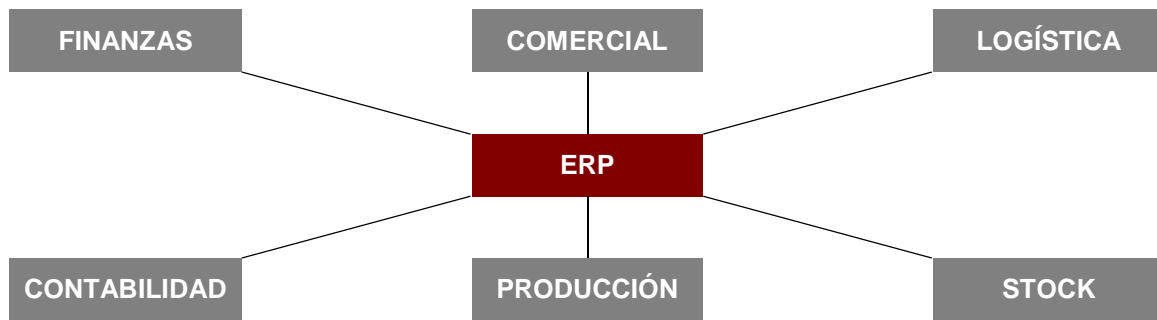 FINANZAS
COMERCIAL
LOGÍSTICA
ERP
CONTABILIDAD
PRODUCCIÓN
STOCK